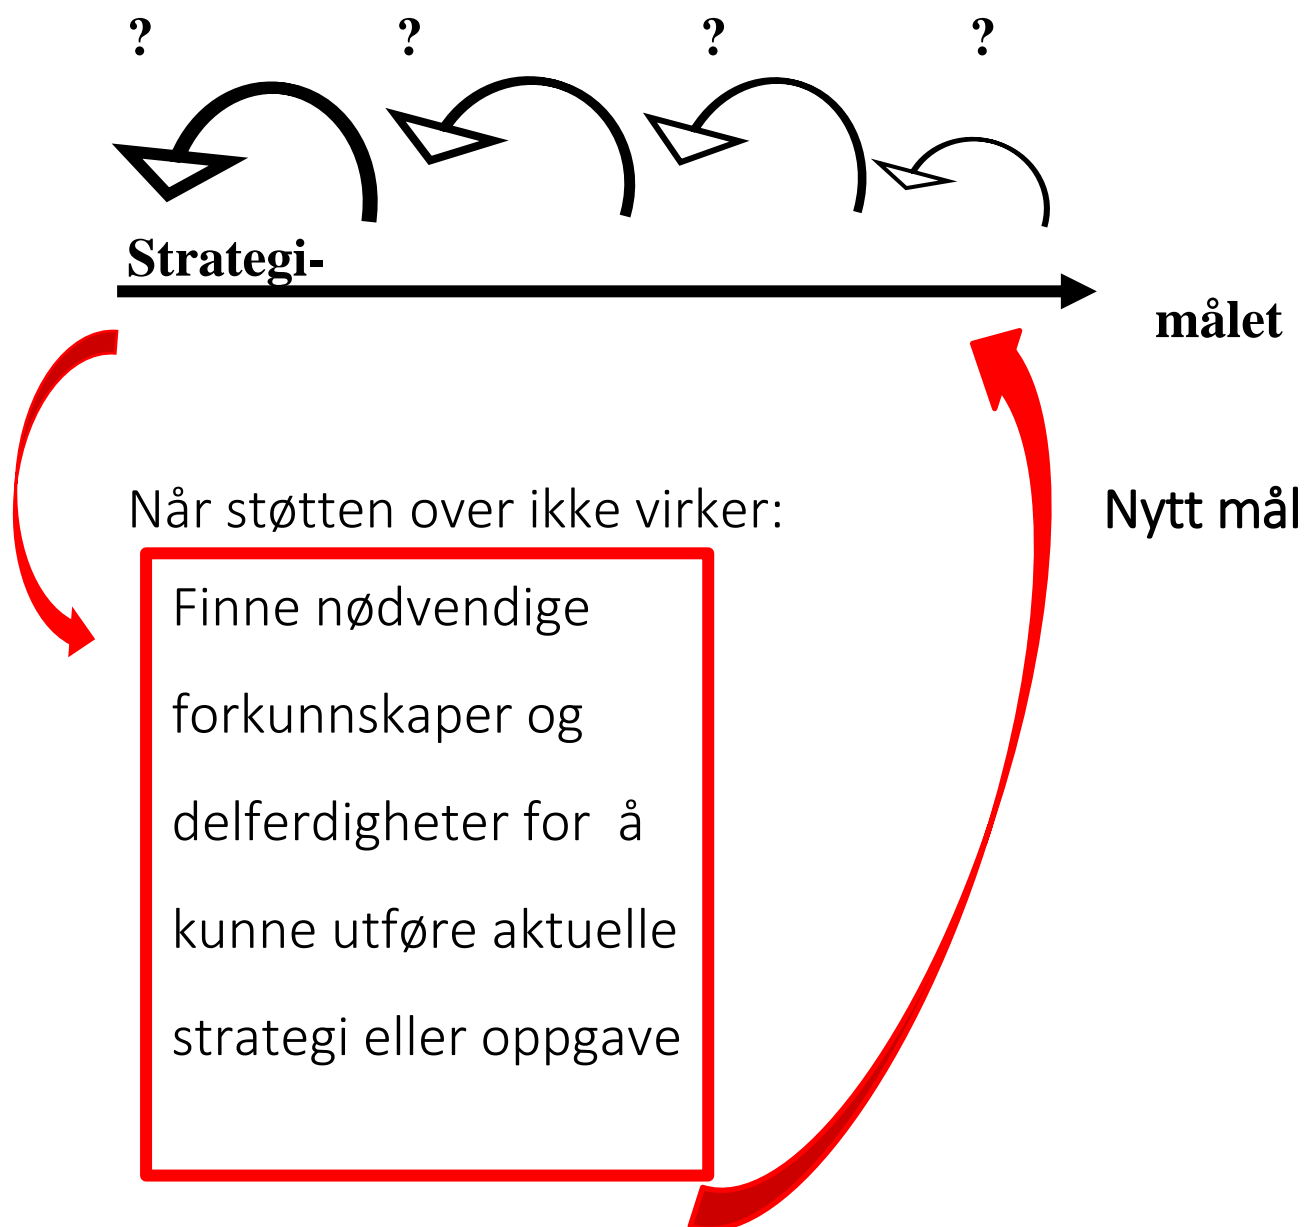 ? ? ? ?
Strategi-
målet
Når støtten over ikke virker:
Nytt mål
Finne nødvendige
forkunnskaper og
delferdigheter for å
kunne utføre aktuelle
strategi eller oppgave